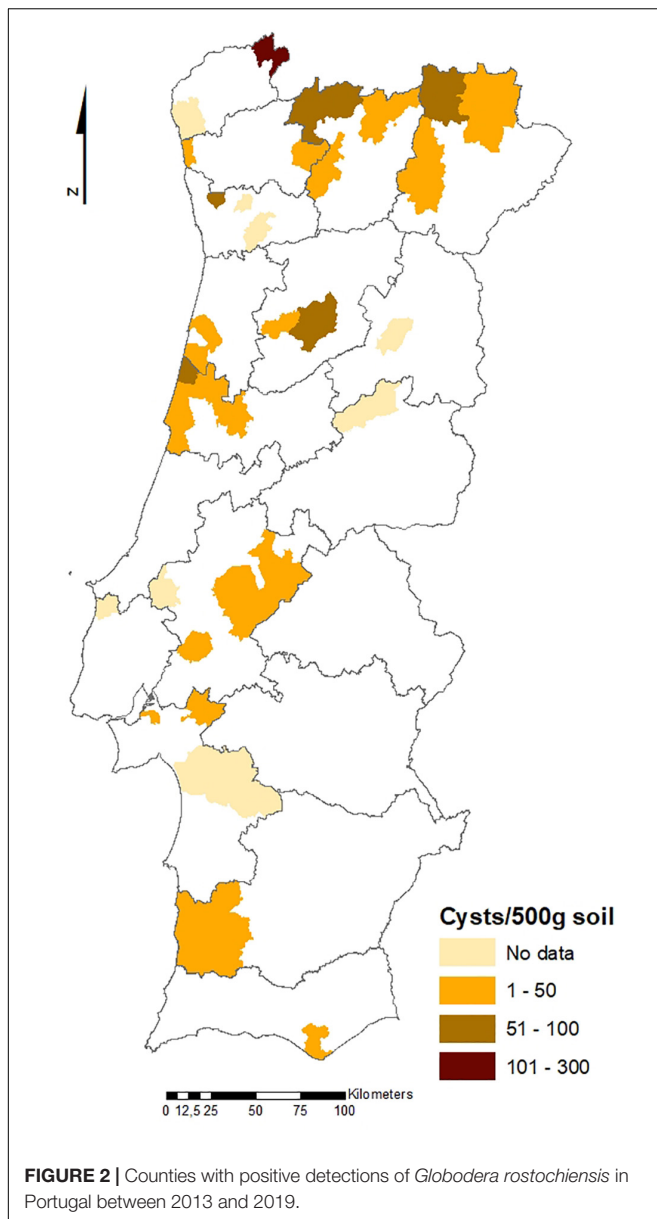 N
Cysts/500g soil
No data
1 - 50
51 - 100
101 - 300
Kilometers
0 12,5 25 50 75 100
FIGURE 2 | Counties with positive detections of Globodera rostochiensis in
Portugal between 2013 and 2019.